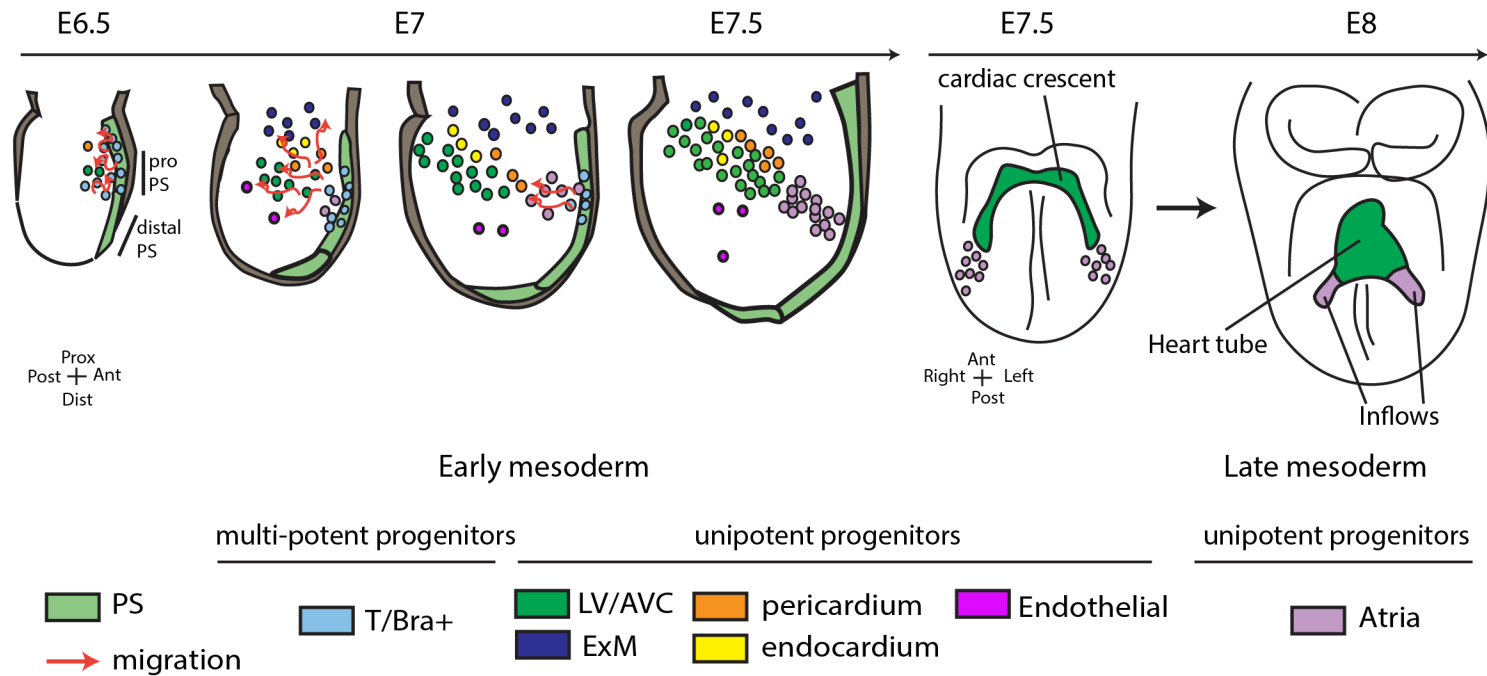 E6.5
E7
E7.5
E7.5
E8
cardiac crescent
pro
PS
distal
PS
Heart tube
Prox
Post
Ant
Dist
Ant
Right
Left
Post
Inflows
Early mesoderm
Late mesoderm
multi-potent progenitors
unipotent progenitors
unipotent progenitors
PS
migration
T/Bra+
LV/AVC
ExM
pericardium
endocardium
Endothelial
Atria